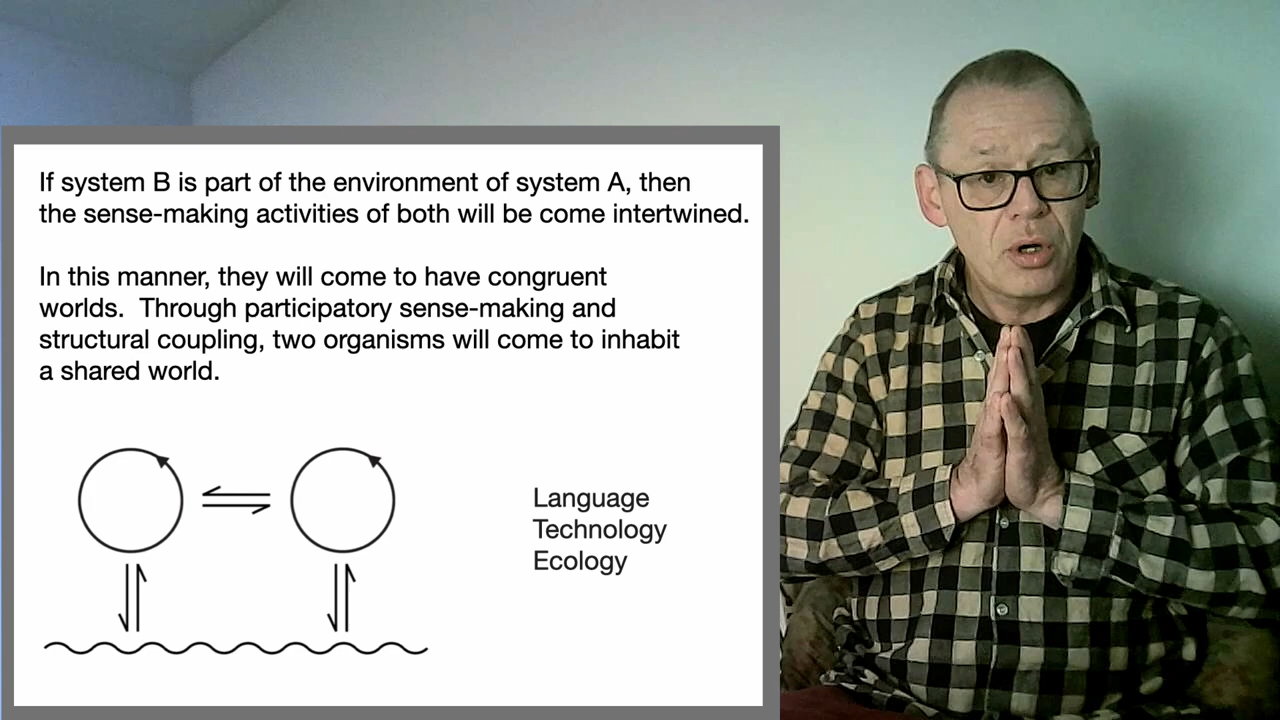 If system B is part of the environment of system A, then
the sense-making activities of both will be come intertwined.
In this manner, they will come to have congruent
worlds.  Through participatory sense-making and
structural coupling, two organisms will come to inhabit
a shared world.
Language
Technology
Ecology